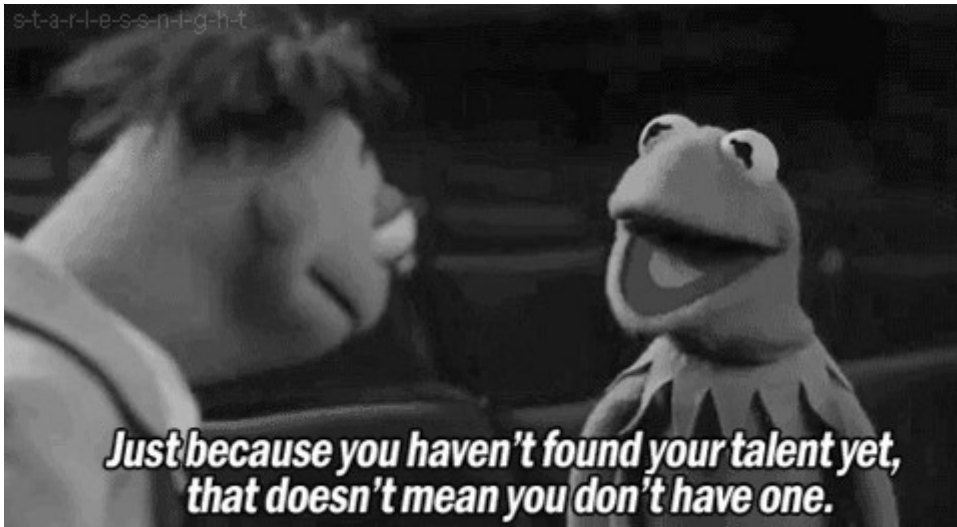 s-t-a-r-l-e-s-s-n-i-g-h-t
Just because you haven't found your talent yet,
that doesn't mean you don't have one.